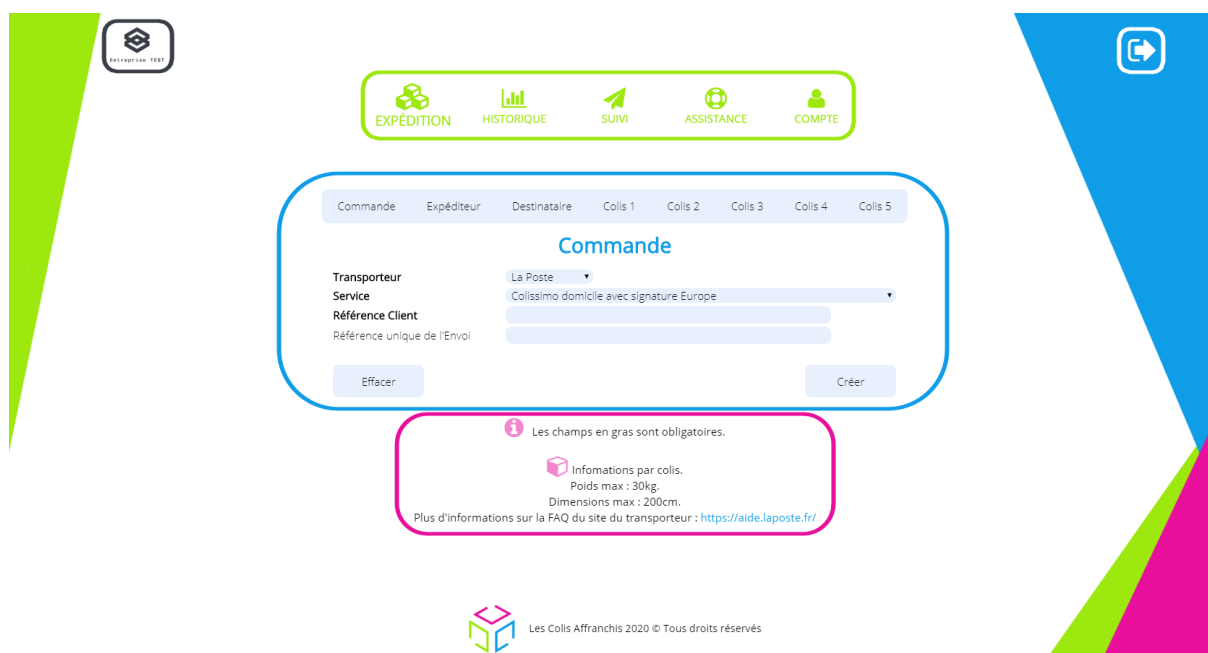 Entreprise TEST
EXPÉDITION HISTORIQUE SUIVI ASSISTANCE COMPTE
Commande Expéditeur Destinataire Colis 1 Colis 2 Colis 3 Colis 4 Colis 5
Commande
Transporteur La Poste
Service Colissimo domicile avec signature Europe
Référence Client
Référence unique de l'Envoi
Effacer Créer
Les champs en gras sont obligatoires.
Infomations par colis.
Poids max : 30kg.
Dimensions max : 200cm.
Plus d'informations sur la FAQ du site du transporteur : https://aide.laposte.fr/
Les Colis Affranchis 2020 © Tous droits réservés